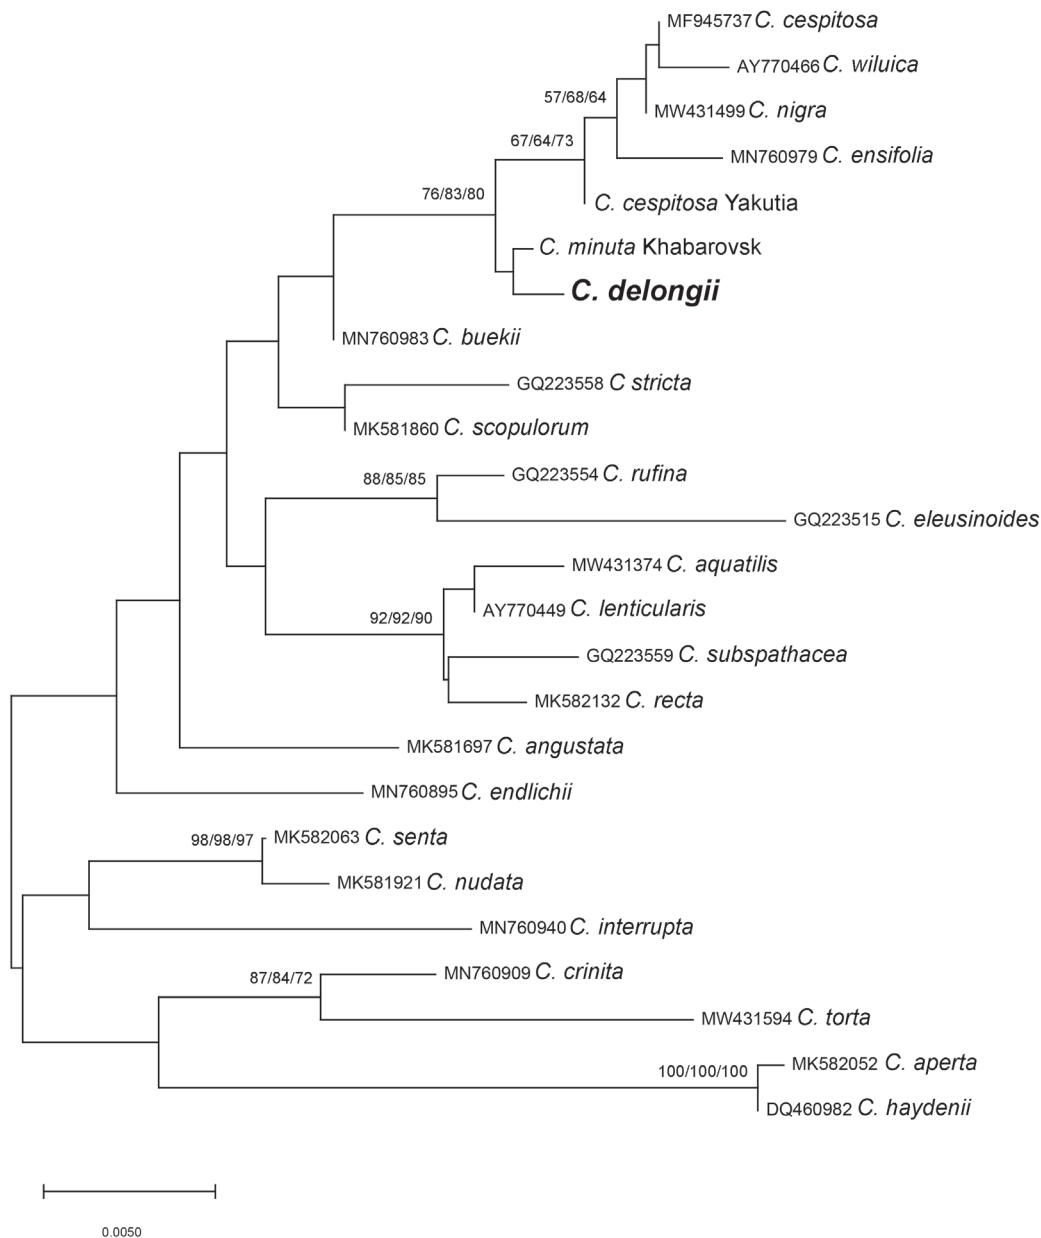 MF945737 C. cespitosa
AY770466 C. wiluica
57/68/64
MW431499 C. nigra
67/64/73
MN760979 C. ensifolia
76/83/80
C. cespitosa Yakutia
C. minuta Khabarovsk
C. delongii
MN760983 C. buekii
GQ223558 C stricta
MK581860 C. scopulorum
88/85/85
GQ223554 C. rufina
GQ223515 C. eleusinoides
MW431374 C. aquatilis
92/92/90
AY770449 C. lenticularis
GQ223559 C. subspathacea
MK582132 C. recta
MK581697 C. angustata
MN760895 C. endlichii
98/98/97
MK582063 C. senta
MK581921 C. nudata
MN760940 C. interrupta
87/84/72
MN760909 C. crinita
MW431594 C. torta
100/100/100
MK582052 C. aperta
DQ460982 C. haydenii
0.0050